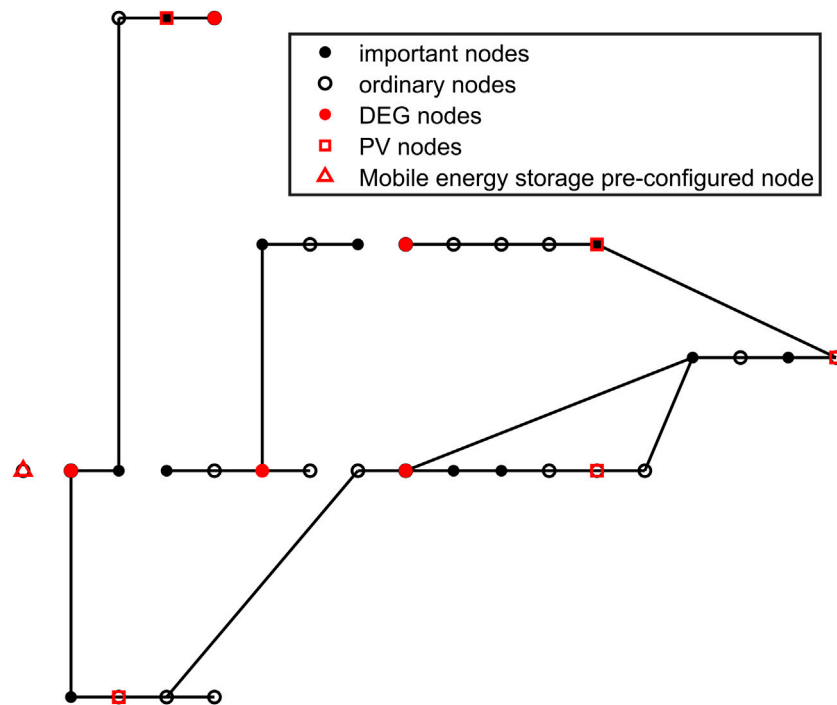 important nodes
ordinary nodes
DEG nodes
PV nodes
Mobile energy storage pre-configured node